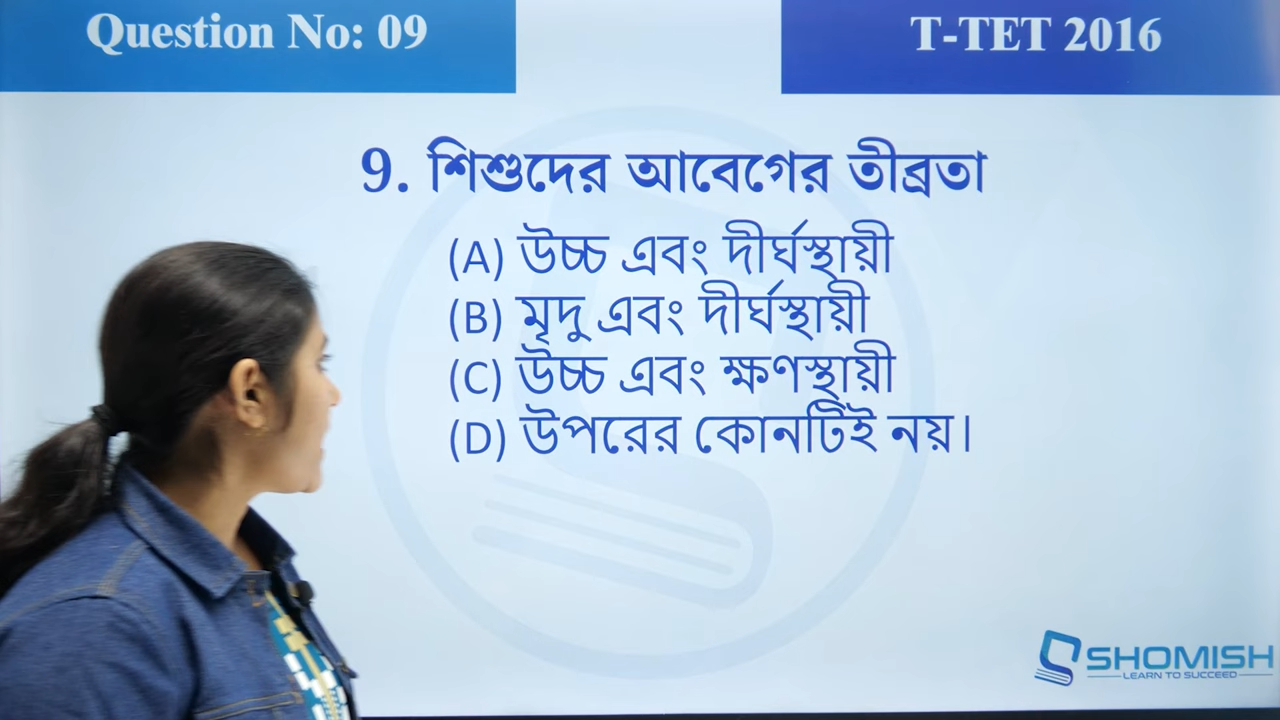 Question No: 09
T-TET 2016
9. শিশুদের আবেগের তীব্রতা
(A) উচ্চ এবং দীর্ঘস্থায়ী
(B) মৃদু এবং দীর্ঘস্থায়ী
(C) উচ্চ এবং ক্ষণস্থায়ী
(D) উপরের কোনটিই নয়।
SHOMISH
LEARN TO SUCCEED